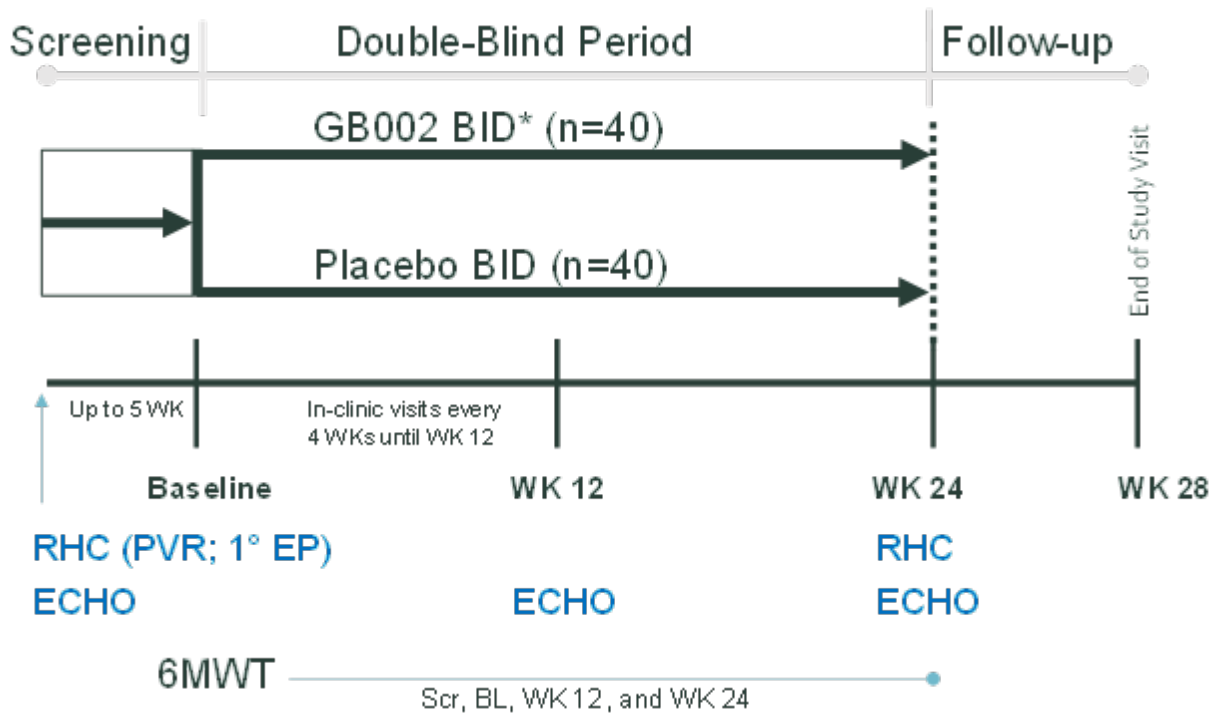 Screening
Double-Blind Period
Follow-up
GB002 BID* (n=40)
Placebo BID (n=40)
End of Study Visit
Up to 5 WK
In-clinic visits every
4 WKs until WK 12
Baseline
WK 12
WK 24
WK 28
RHC (PVR; 1° EP)
RHC
ECHO
ECHO
ECHO
6MWT
Scr, BL, WK 12, and WK 24